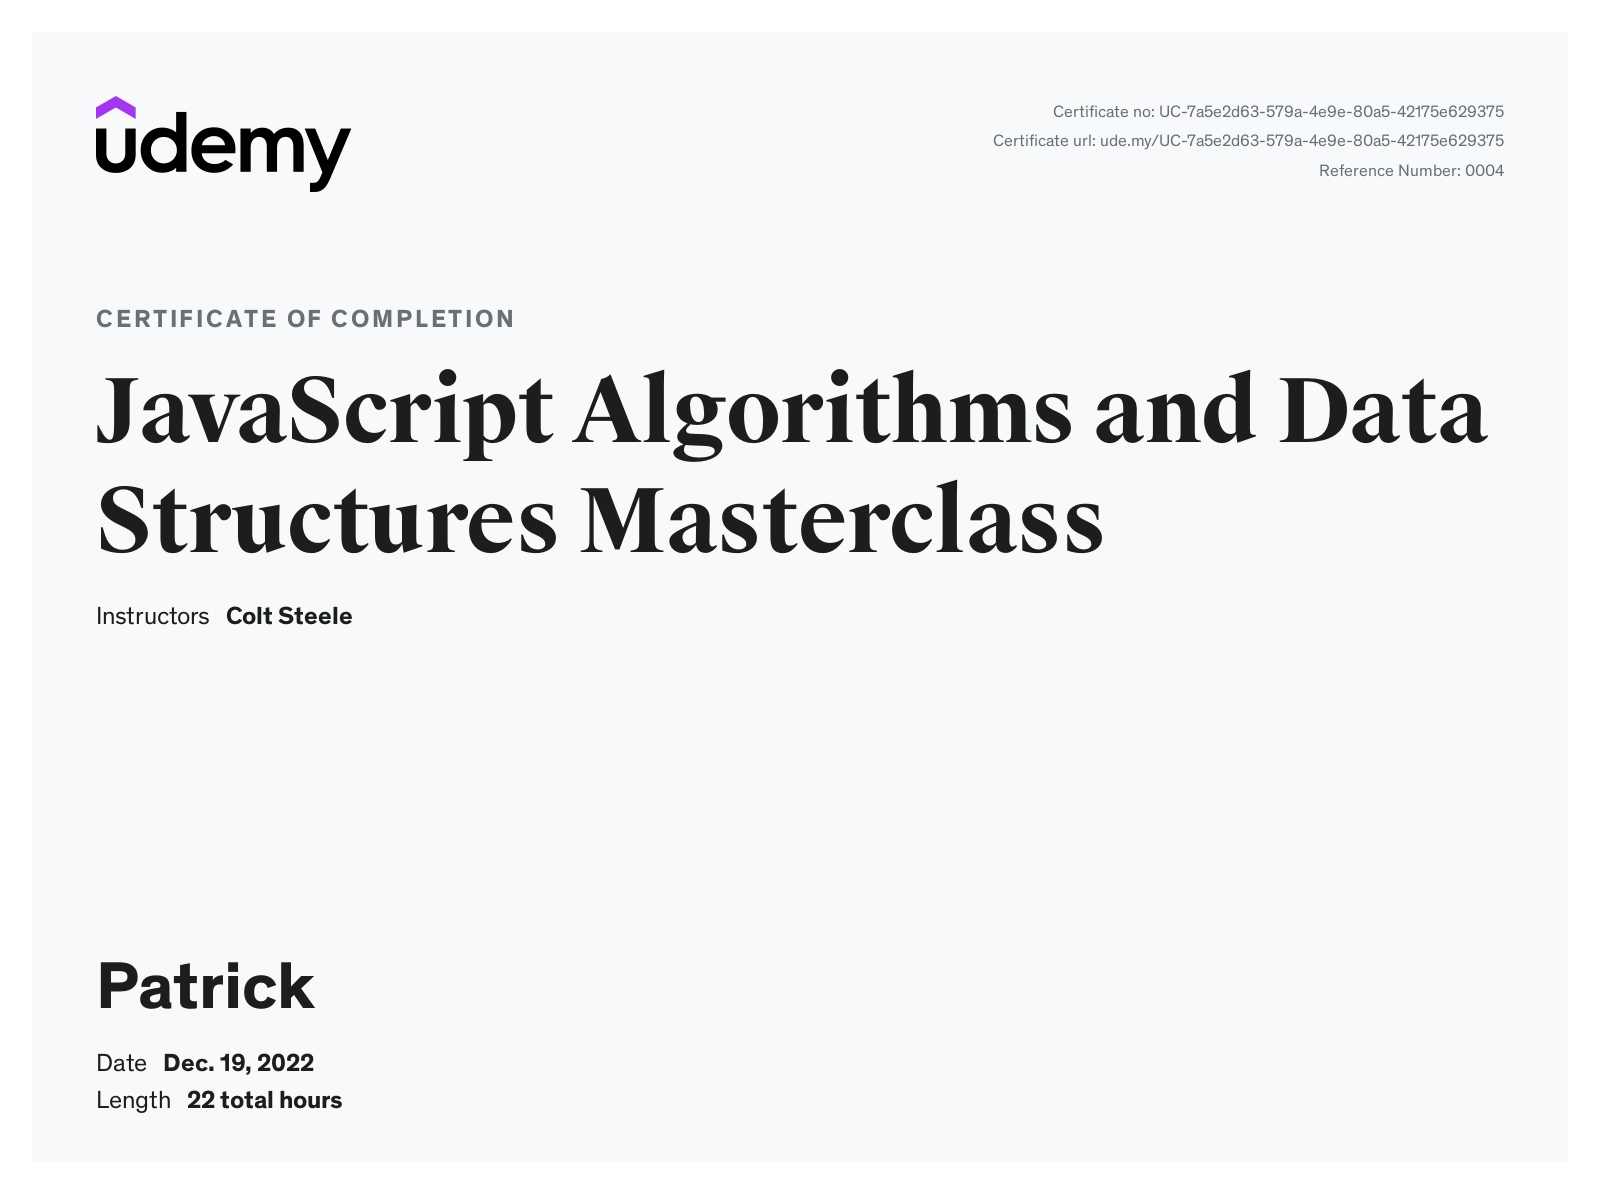 udemy
Certificate no: UC-7a5e2d63-579a-4e9e-80a5-42175e629375
Certificate url: ude.my/UC-7a5e2d63-579a-4e9e-80a5-42175e629375
Reference Number: 0004
CERTIFICATE OF COMPLETION
JavaScript Algorithms and Data
Structures Masterclass
Instructors Colt Steele
Patrick
Date Dec. 19, 2022
Length 22 total hours